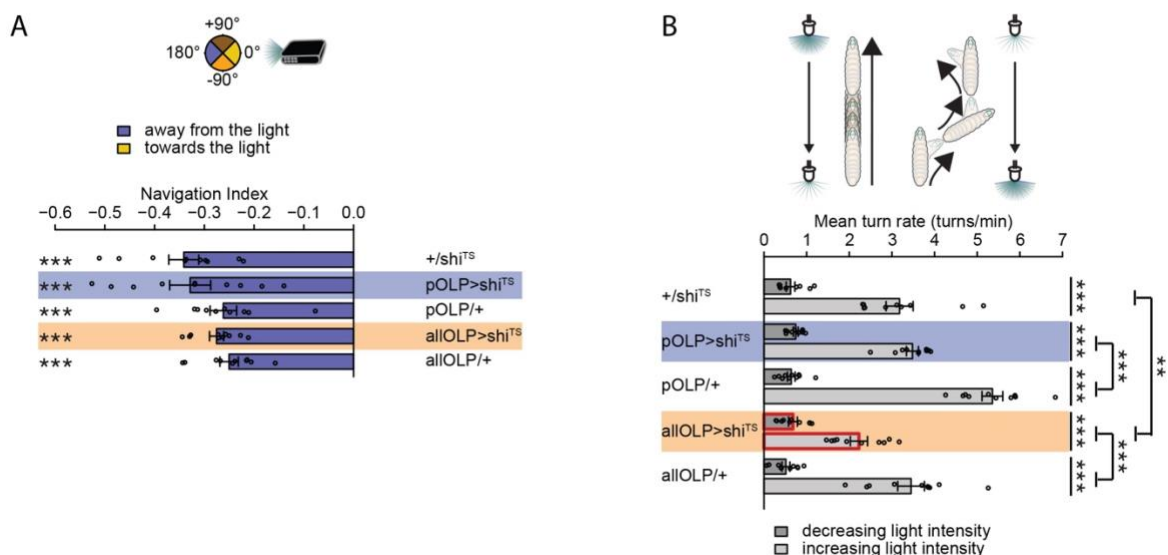 A
+90°
180°
0°
-90°
away from the light
towards the light
Navigation Index
−0.6 −0.5 −0.4 −0.3 −0.2 −0.1 0.0
*** +/shiTS
*** pOLP>shiTS
*** pOLP/+
*** allOLP>shiTS
*** allOLP/+
B
Mean turn rate (turns/min)
0 1 2 3 4 5 6 7
+/shiTS ***
pOLP>shiTS ***
pOLP/+ ***
allOLP>shiTS ***
allOLP/+ ***
***
***
**
decreasing light intensity
increasing light intensity